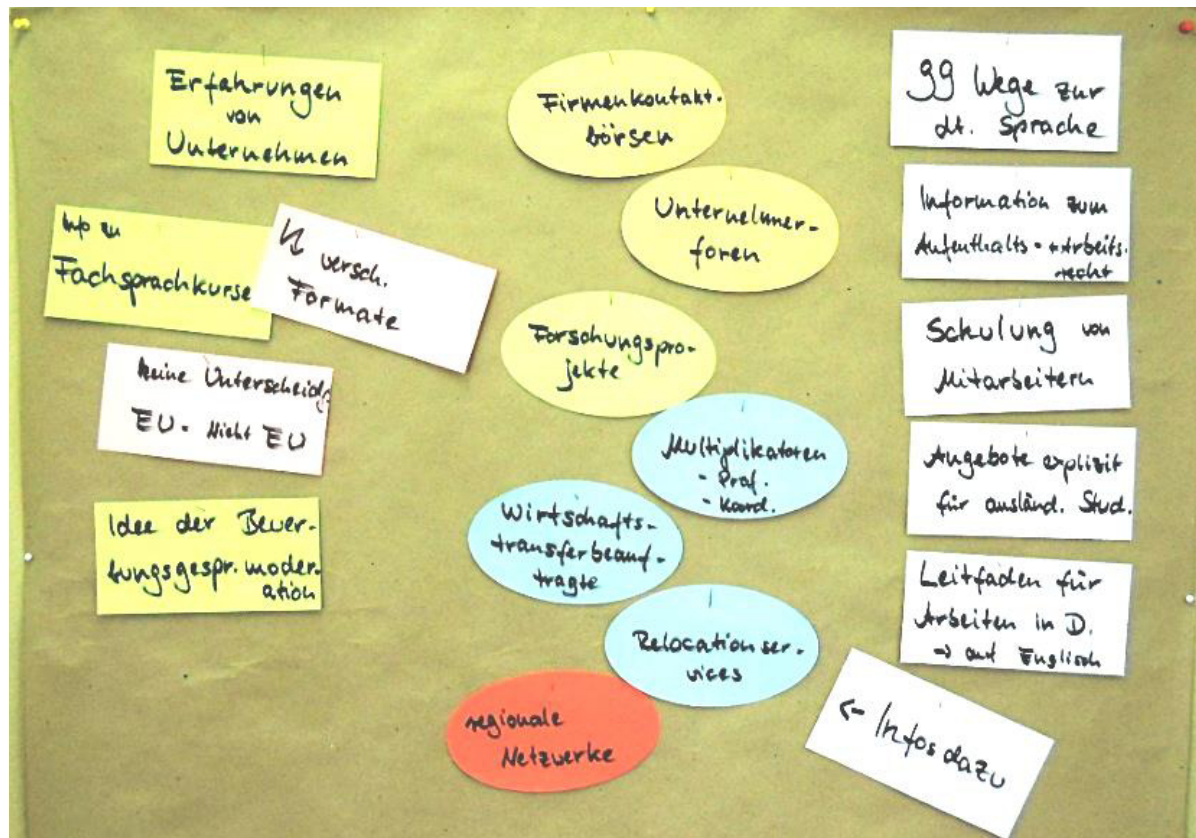 Erfahrungen
von
Unternehmen
Info zu
Fachsprachkurse
versch.
Formate
keine Unterscheidg.
EU - Nicht EU
Idee der Bewer-
bungsgespr. moder-
ation
Firmenkontakt-
börsen
Unternehmer-
foren
Forschungspro-
jekte
Multiplikatoren
- Prof.
- Koord.
Wirtschafts-
transferbeauf-
tragte
Relocationser-
vices
regionale
Netzwerke
99 Wege zur
dt. Sprache
Information zum
Aufenthalts- + Arbeits-
recht
Schulung von
Mitarbeitern
Angebote explizit
für ausländ. Stud.
Leitfaden für
Arbeiten in D.
→ auf Englisch
← Infos dazu